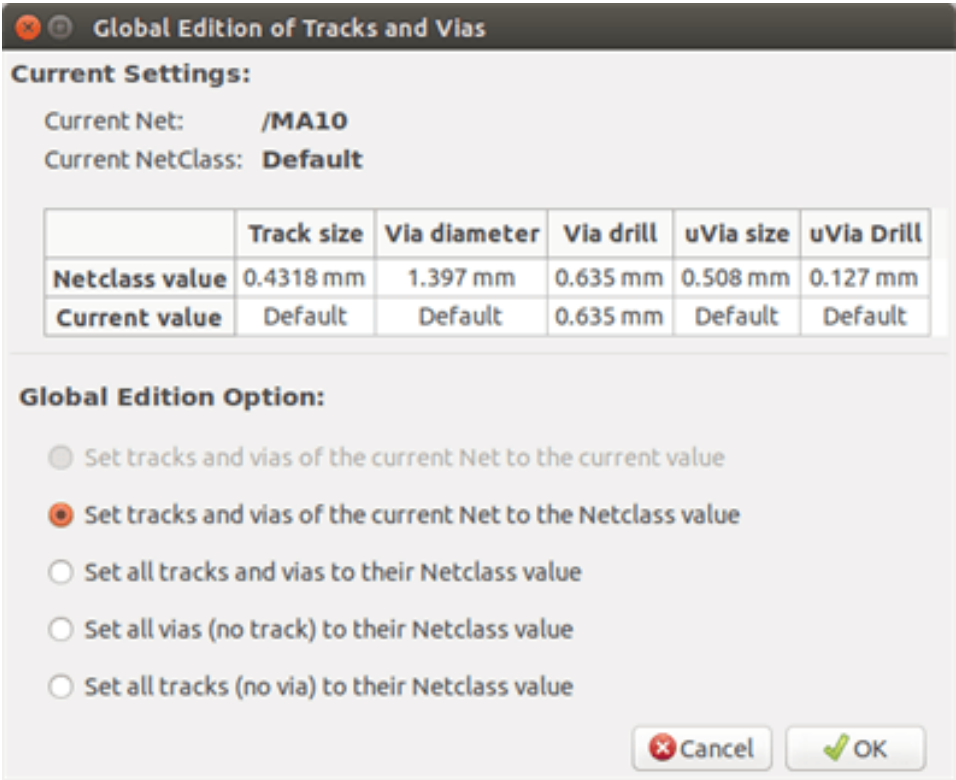 Global Edition of Tracks and Vias
Current Settings:
Current Net: /MA10
Current NetClass: Default
Track size Via diameter Via drill uVia size uVia Drill
Netclass value 0.4318 mm 1.397 mm 0.635 mm 0.508 mm 0.127 mm
Current value Default Default 0.635 mm Default Default
Global Edition Option:
Set tracks and vias of the current Net to the current value
Set tracks and vias of the current Net to the Netclass value
Set all tracks and vias to their Netclass value
Set all vias (no track) to their Netclass value
Set all tracks (no via) to their Netclass value
Cancel OK